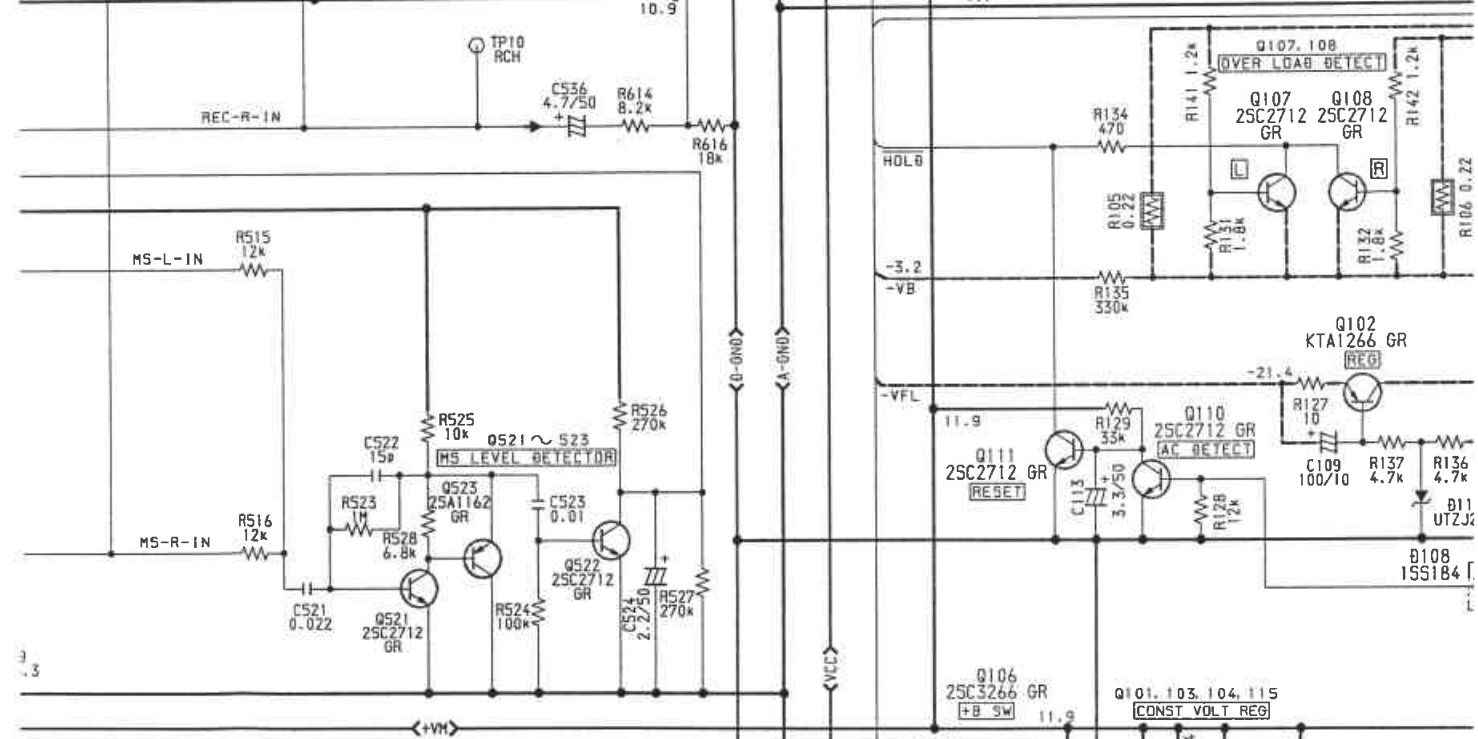 10.9
TP10
RCH
C536
4.7/50
+
R614
8.2k
REC-R-IN
R616
18k
R515
12k
MS-L-IN
R525
10k
R526
270k
Q521～523
MS LEVEL DETECTOR
C522
15p
R523
1M
Q523
2SA1162
GR
C523
0.01
R516
12k
MS-R-IN
R528
6.8k
Q522
2SC2712
GR
+
C524
2.2/50
R527
270k
C521
0.022
Q521
2SC2712
GR
R524
100k
.3
<+VM>
<D-GND>
<A-GND>
<VCC>
Q107,108
OVER LOAD DETECT
R141 1.2k
R142 1.2k
Q107
2SC2712
GR
Q108
2SC2712
GR
R134
470
HOLD
L
R
R105
0.22
R131
1.8k
R132
1.8k
R106 0.22
-3.2
-VB
R135
330k
Q102
KTA1266 GR
REG
-21.4
-VFL
R127
10
+
11.9
R129
33k
Q110
2SC2712 GR
AC DETECT
Q111
2SC2712 GR
RESET
C113
+
3.3/50
R128
12k
C109
100/10
R137
4.7k
R136
4.7k
D11
UTZJ2
D108
1SS184
Q106
2SC3266 GR
+B SW
11.9
Q101,103,104,115
CONST VOLT REG